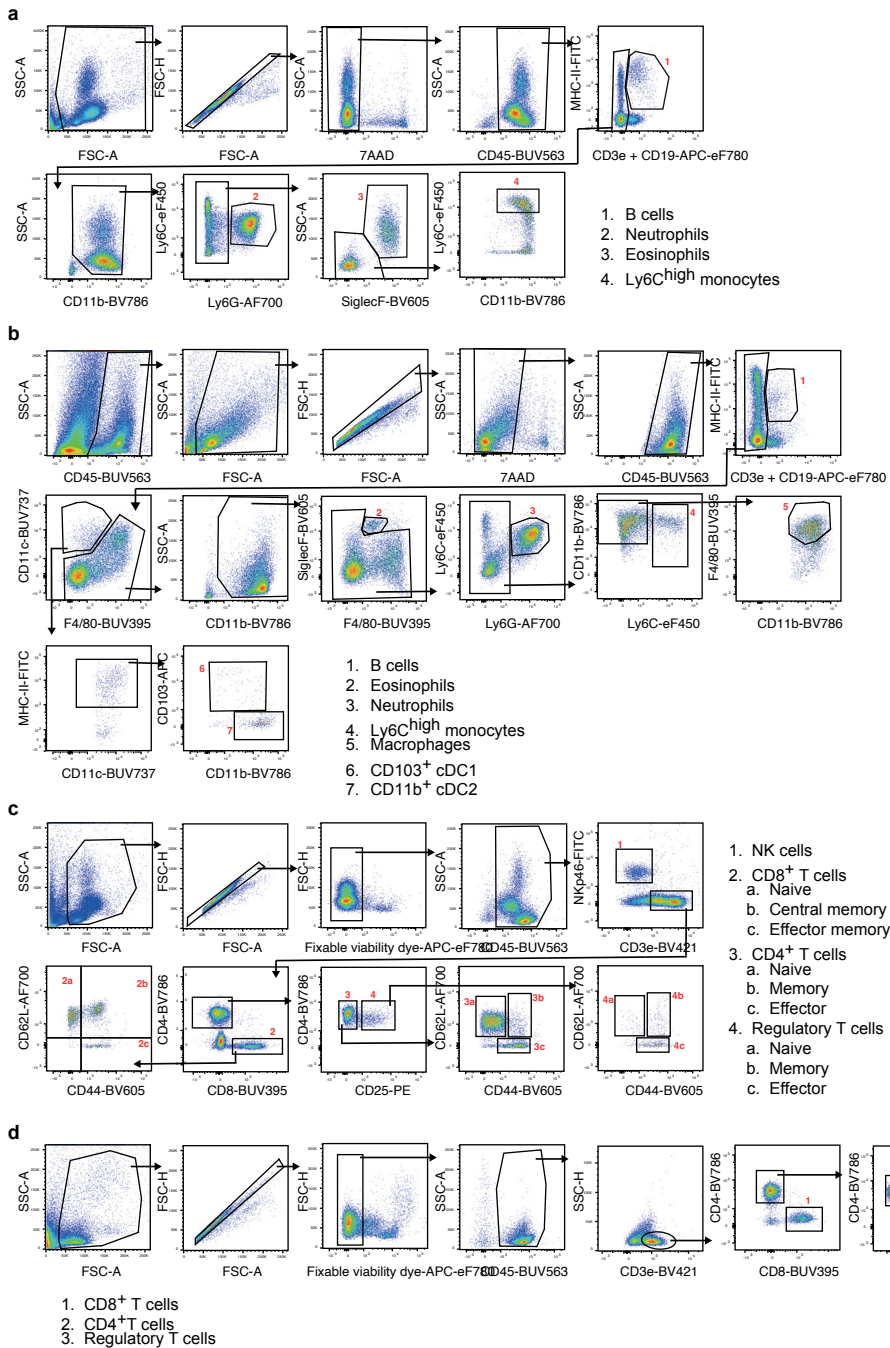 a
SSC-A
FSC-A
FSC-H
FSC-A
SSC-A
7AAD
SSC-A
CD45-BUV563
MHC-II-FITC
1
CD3e + CD19-APC-eF780
SSC-A
CD11b-BV786
Ly6C-eF450
2
Ly6G-AF700
SSC-A
3
SiglecF-BV605
Ly6C-eF450
4
CD11b-BV786
1. B cells
2. Neutrophils
3. Eosinophils
4. Ly6Chigh monocytes
b
SSC-A
CD45-BUV563
SSC-A
FSC-A
FSC-H
FSC-A
SSC-A
7AAD
SSC-A
CD45-BUV563
MHC-II-FITC
1
CD3e + CD19-APC-eF780
CD11c-BUV737
F4/80-BUV395
SSC-A
CD11b-BV786
SiglecF-BV605
2
F4/80-BUV395
Ly6C-eF450
3
Ly6G-AF700
CD11b-BV786
4
Ly6C-eF450
F4/80-BUV395
5
CD11b-BV786
MHC-II-FITC
CD11c-BUV737
CD103-APC
6
7
CD11b-BV786
1. B cells
2. Eosinophils
3. Neutrophils
4. Ly6Chigh monocytes
5. Macrophages
6. CD103+ cDC1
7. CD11b+ cDC2
c
SSC-A
FSC-A
FSC-H
FSC-A
FSC-H
Fixable viability dye-APC-eF780
SSC-A
CD45-BUV563
NKp46-FITC
1
CD3e-BV421
CD62L-AF700
2a
2b
2c
CD44-BV605
CD4-BV786
2
CD8-BUV395
CD4-BV786
3
4
CD25-PE
CD62L-AF700
3a
3b
3c
CD44-BV605
CD62L-AF700
4a
4b
4c
CD44-BV605
1. NK cells
2. CD8+ T cells
a. Naive
b. Central memory
c. Effector memory
3. CD4+ T cells
a. Naive
b. Memory
c. Effector
4. Regulatory T cells
a. Naive
b. Memory
c. Effector
d
SSC-A
FSC-A
FSC-H
FSC-A
SSC-A
Fixable viability dye-APC-eF780
SSC-A
CD45-BUV563
SSC-H
CD3e-BV421
CD4-BV786
1
CD8-BUV395
CD4-BV786
1. CD8+ T cells
2. CD4+T cells
3. Regulatory T cells